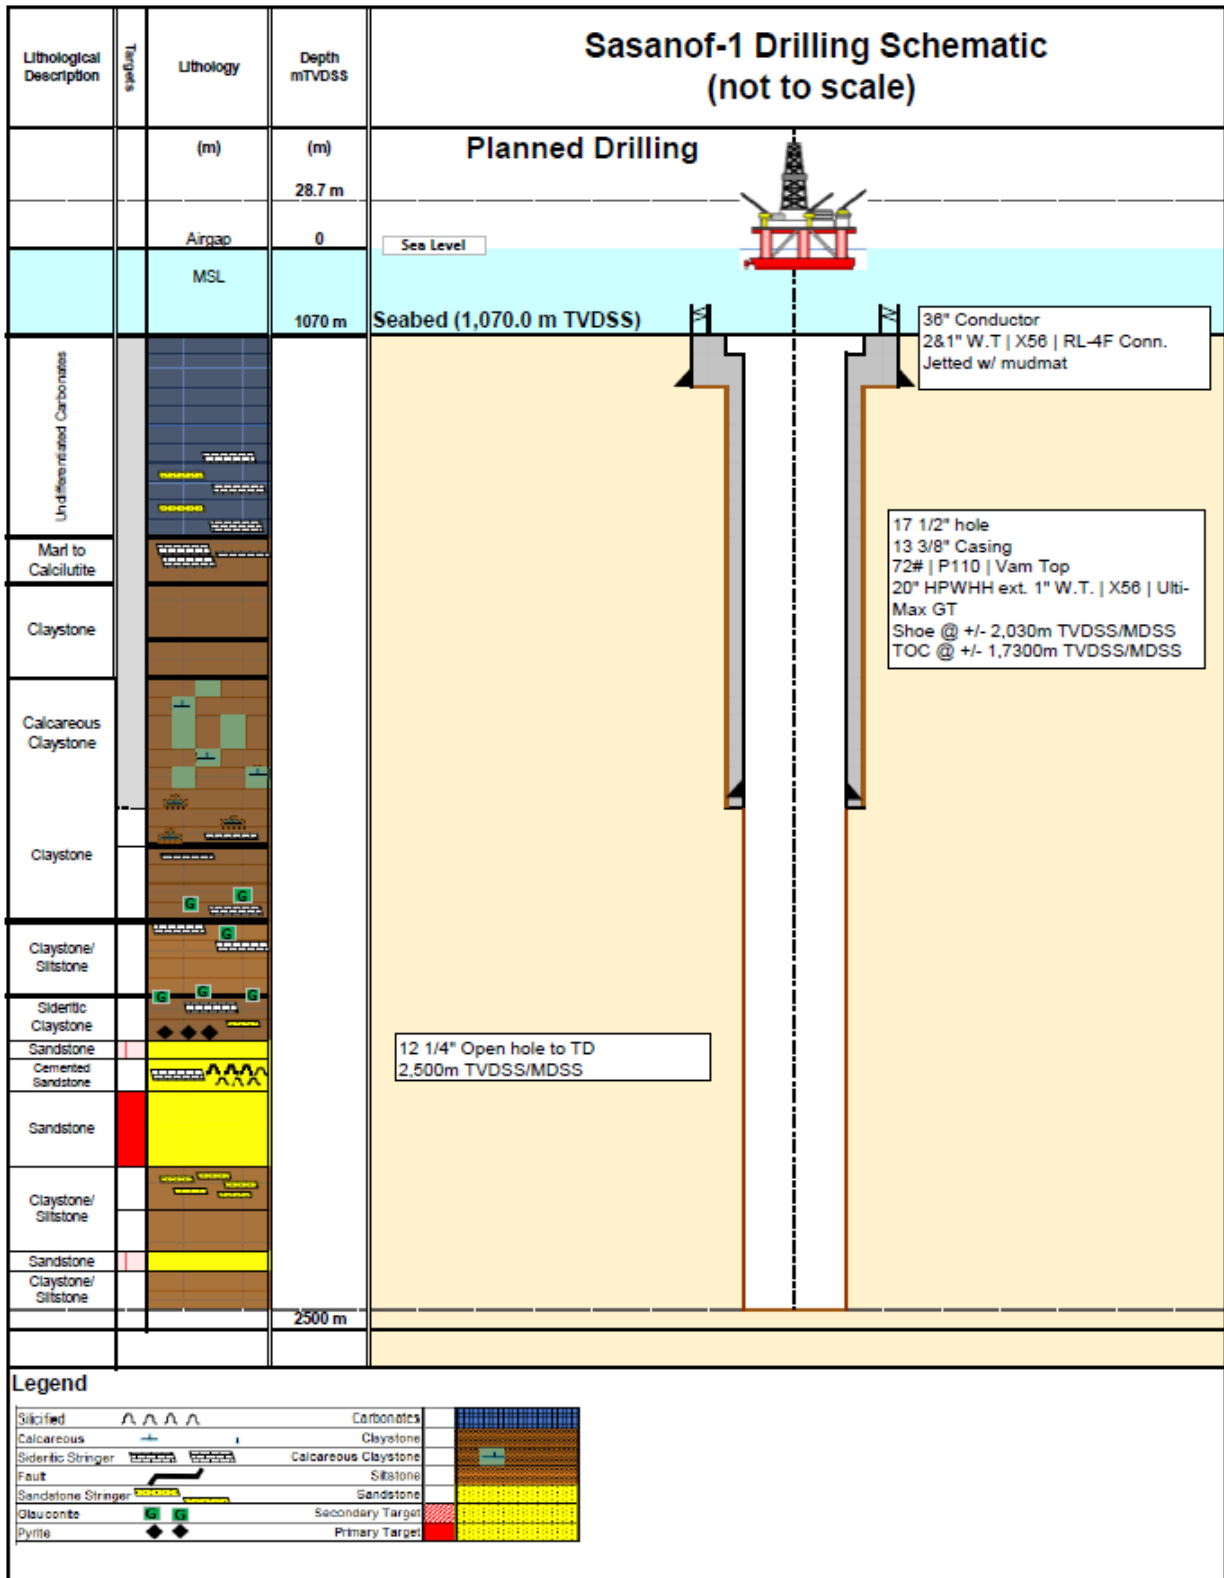 Sasanof-1 Drilling Schematic
(not to scale)
Lithological
Description
Targets
Lithology
Depth
mTVDSS
(m)
(m)
Planned Drilling
28.7 m
Airgap
0
Sea Level
MSL
1070 m
Seabed (1,070.0 m TVDSS)
36" Conductor
2&1" W.T | X56 | RL-4F Conn.
Jetted w/ mudmat
Undifferentiated Carbonates
17 1/2" hole
13 3/8" Casing
72# | P110 | Vam Top
20" HPWHH ext. 1" W.T. | X56 | Ulti-
Max GT
Shoe @ +/- 2,030m TVDSS/MDSS
TOC @ +/- 1,7300m TVDSS/MDSS
Marl to
Calcilutite
Claystone
Calcareous
Claystone
Claystone
G
G
Claystone/
Siltstone
G
G
G
G
Sideritic
Claystone
Sandstone
Cemented
Sandstone
12 1/4" Open hole to TD
2,500m TVDSS/MDSS
Sandstone
Claystone/
Siltstone
Sandstone
Claystone/
Siltstone
2500 m
Legend
Silicified
Carbonates
Calcareous
Claystone
Sideritic Stringer
Calcareous Claystone
Fault
Siltstone
Sandstone Stringer
Sandstone
Glauconite
G G
Secondary Target
Pyrite
Primary Target